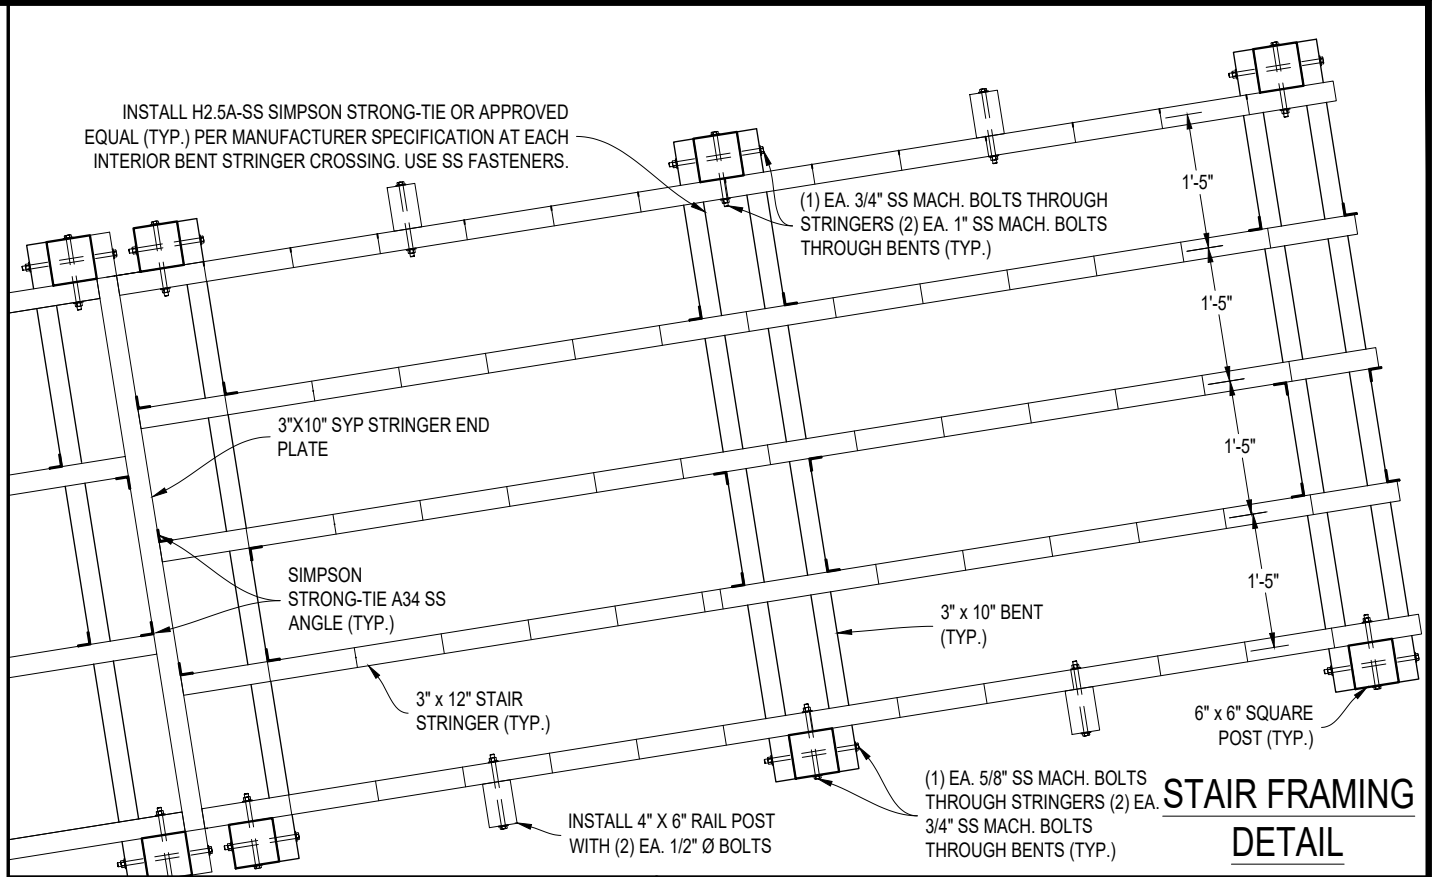 INSTALL H2.5A-SS SIMPSON STRONG-TIE OR APPROVED
EQUAL (TYP.) PER MANUFACTURER SPECIFICATION AT EACH
INTERIOR BENT STRINGER CROSSING. USE SS FASTENERS.
(1) EA. 3/4" SS MACH. BOLTS THROUGH
STRINGERS (2) EA. 1" SS MACH. BOLTS
THROUGH BENTS (TYP.)
1'-5"
1'-5"
1'-5"
1'-5"
3"X10" SYP STRINGER END
PLATE
SIMPSON
STRONG-TIE A34 SS
ANGLE (TYP.)
3" x 10" BENT
(TYP.)
3" x 12" STAIR
STRINGER (TYP.)
6" x 6" SQUARE
POST (TYP.)
(1) EA. 5/8" SS MACH. BOLTS
THROUGH STRINGERS (2) EA.
3/4" SS MACH. BOLTS
THROUGH BENTS (TYP.)
INSTALL 4" X 6" RAIL POST
WITH (2) EA. 1/2" Ø BOLTS
STAIR FRAMING
DETAIL